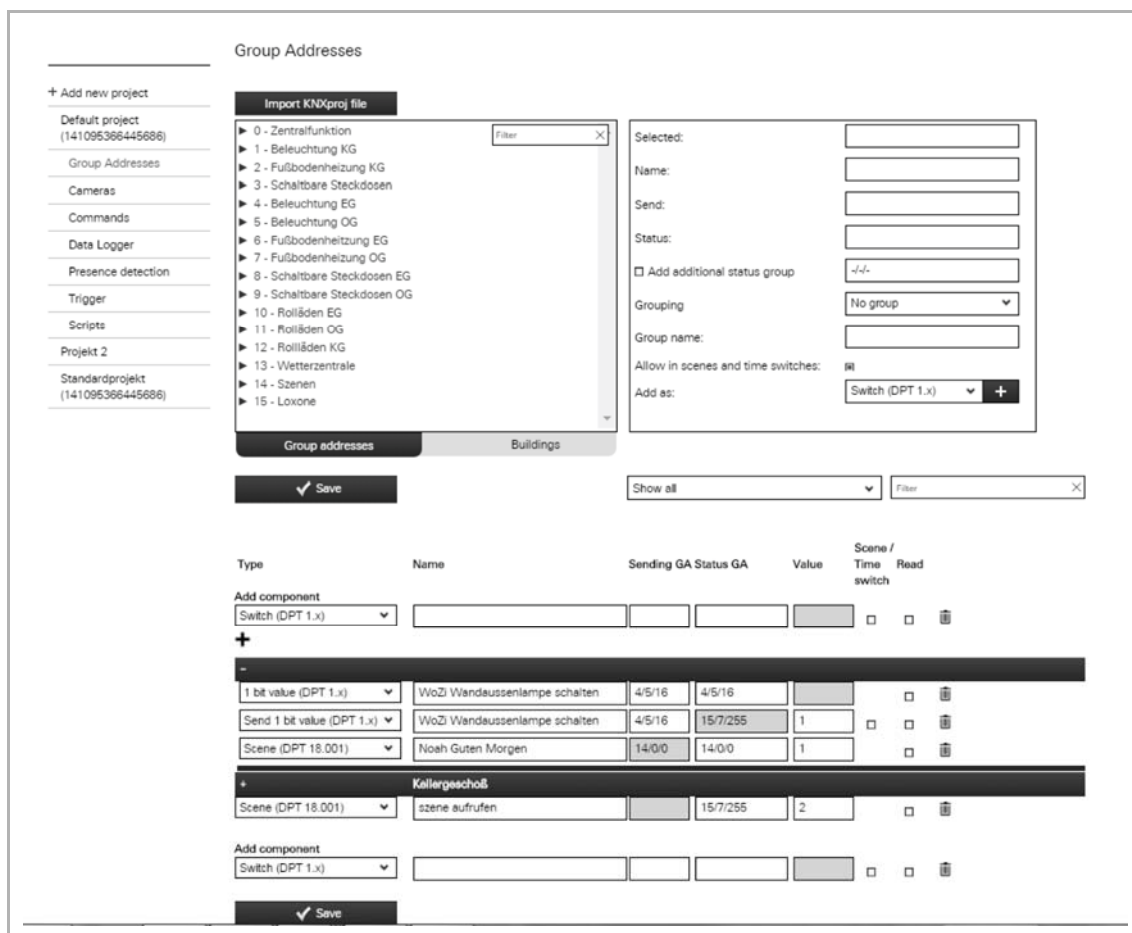 Group Addresses
+ Add new project
Default project
(141095366445686)
Group Addresses
Cameras
Commands
Data Logger
Presence detection
Trigger
Scripts
Projekt 2
Standardprojekt
(141095366445686)
Import KNXproj file
Filter
0 - Zentralfunktion
1 - Beleuchtung KG
2 - Fußbodenheizung KG
3 - Schaltbare Steckdosen
4 - Beleuchtung EG
5 - Beleuchtung OG
6 - Fußbodenheitzung EG
7 - Fußbodenheizung OG
8 - Schaltbare Steckdosen EG
9 - Schaltbare Steckdosen OG
10 - Rolläden EG
11 - Rolläden OG
12 - Rollläden KG
13 - Wetterzentrale
14 - Szenen
15 - Loxone
Group addresses Buildings
Selected:
Name:
Send:
Status:
Add additional status group -/-/-
Grouping No group
Group name:
Allow in scenes and time switches:
Add as: Switch (DPT 1.x) +
Save Show all Filter
Type Name Sending GA Status GA Value Scene / Time switch Read
Add component
Switch (DPT 1.x)
+
-
1 bit value (DPT 1.x) WoZi Wandaussenlampe schalten 4/5/16 4/5/16
Send 1 bit value (DPT 1.x) WoZi Wandaussenlampe schalten 4/5/16 15/7/255 1
Scene (DPT 18.001) Noah Guten Morgen 14/0/0 14/0/0 1
+ Kellergeschoß
Scene (DPT 18.001) szene aufrufen 15/7/255 2
Add component
Switch (DPT 1.x)
Save